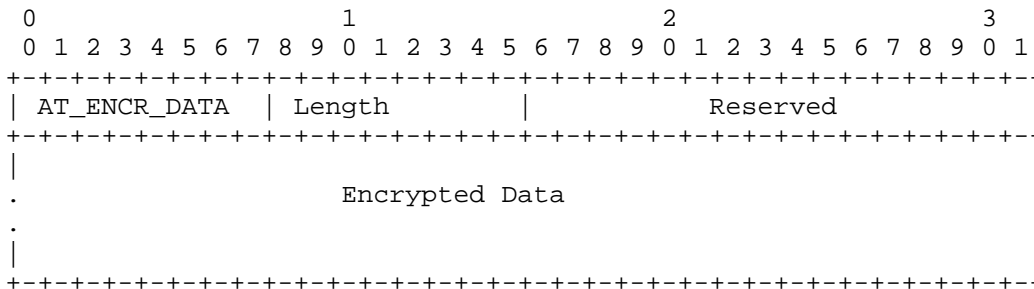 0                   1                   2                   3
 0 1 2 3 4 5 6 7 8 9 0 1 2 3 4 5 6 7 8 9 0 1 2 3 4 5 6 7 8 9 0 1
+-+-+-+-+-+-+-+-+-+-+-+-+-+-+-+-+-+-+-+-+-+-+-+-+-+-+-+-+-+-+-+-
| AT_ENCR_DATA  | Length        |           Reserved
+-+-+-+-+-+-+-+-+-+-+-+-+-+-+-+-+-+-+-+-+-+-+-+-+-+-+-+-+-+-+-+-
|
.                    Encrypted Data
.
|
+-+-+-+-+-+-+-+-+-+-+-+-+-+-+-+-+-+-+-+-+-+-+-+-+-+-+-+-+-+-+-+-